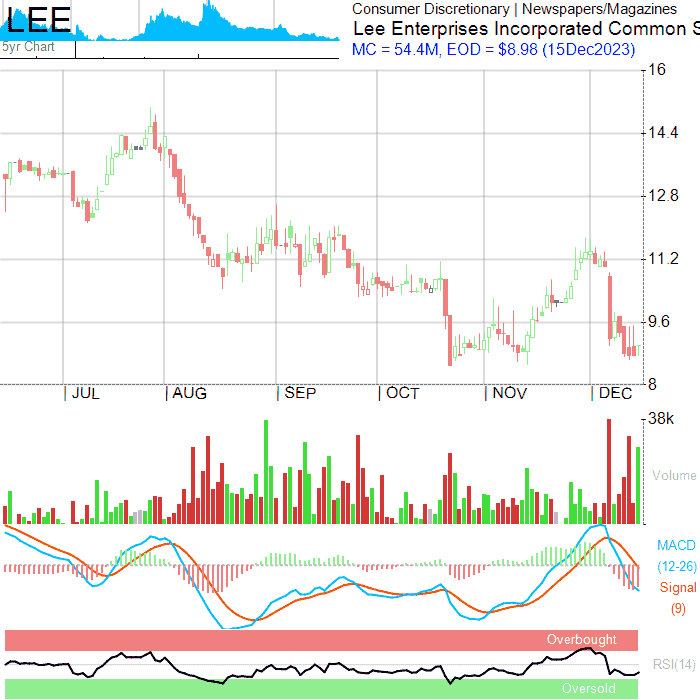 LEE
5yr Chart
Consumer Discretionary | Newspapers/Magazines
Lee Enterprises Incorporated Common S
MC = 54.4M, EOD = $8.98 (15Dec2023)
16
14.4
12.8
11.2
9.6
8
JUL AUG SEP OCT NOV DEC
38k
Volume
MACD
(12-26)
Signal
(9)
Overbought
RSI(14)
Oversold